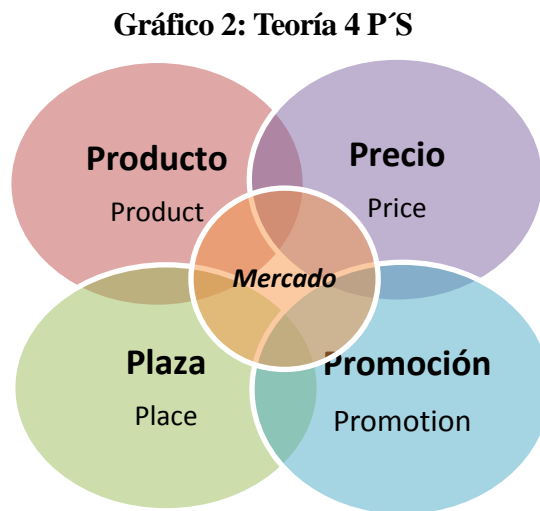 Gráfico 2: Teoría 4 P´S
Producto
Product
Precio
Price
Mercado
Plaza
Place
Promoción
Promotion